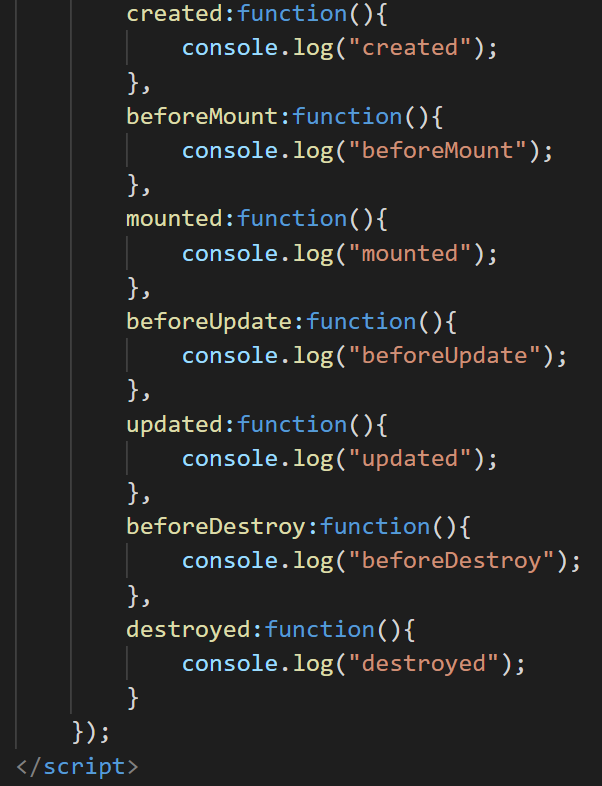 created:function(){
console.log("created");
},
beforeMount:function(){
console.log("beforeMount");
},
mounted:function(){
console.log("mounted");
},
beforeUpdate:function(){
console.log("beforeUpdate");
},
updated:function(){
console.log("updated");
},
beforeDestroy:function(){
console.log("beforeDestroy");
},
destroyed:function(){
console.log("destroyed");
}
});
</script>